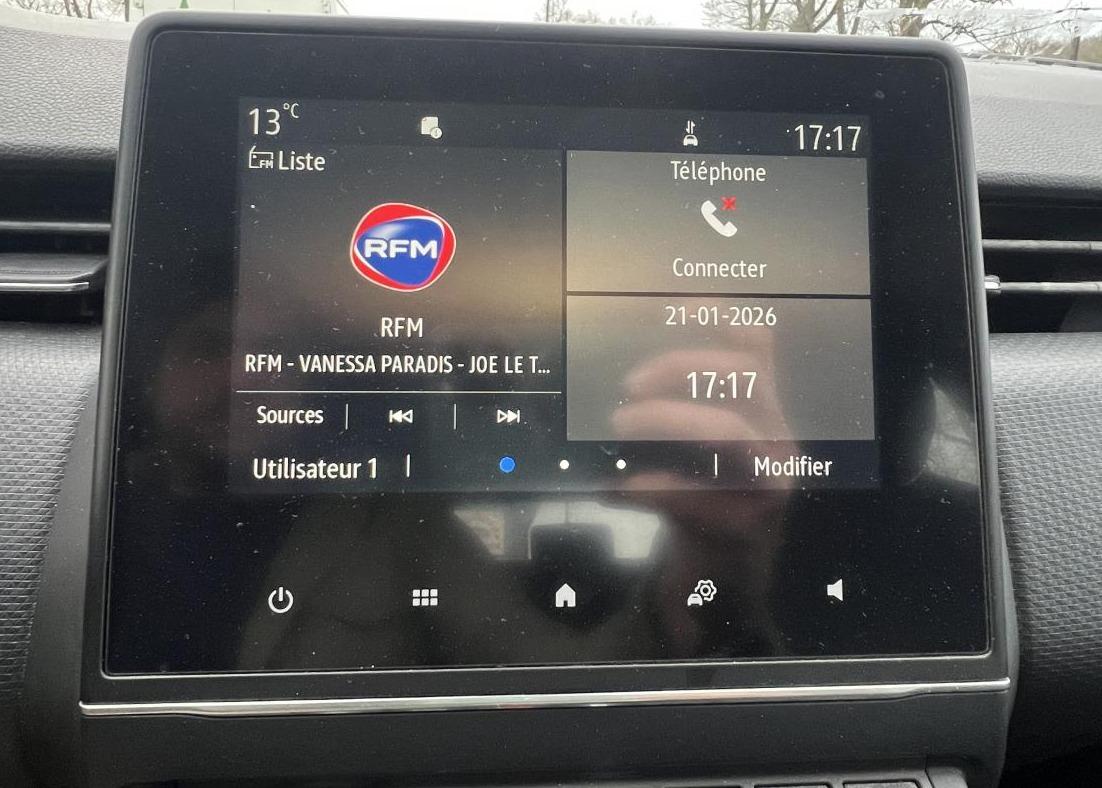 13°C
17:17
FM Liste
RFM
RFM
RFM - VANESSA PARADIS - JOE LE T...
Sources
Téléphone
Connecter
21-01-2026
17:17
Utilisateur 1
Modifier